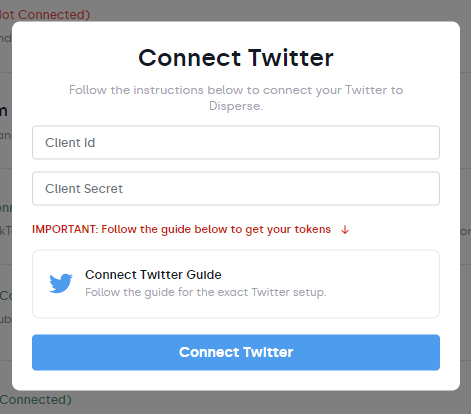 Not Connected)
Connect Twitter
Follow the instructions below to connect your Twitter to
Disperse.
Client Id
Client Secret
IMPORTANT: Follow the guide below to get your tokens ↓
Connect Twitter Guide
Follow the guide for the exact Twitter setup.
Connect Twitter
Connected)